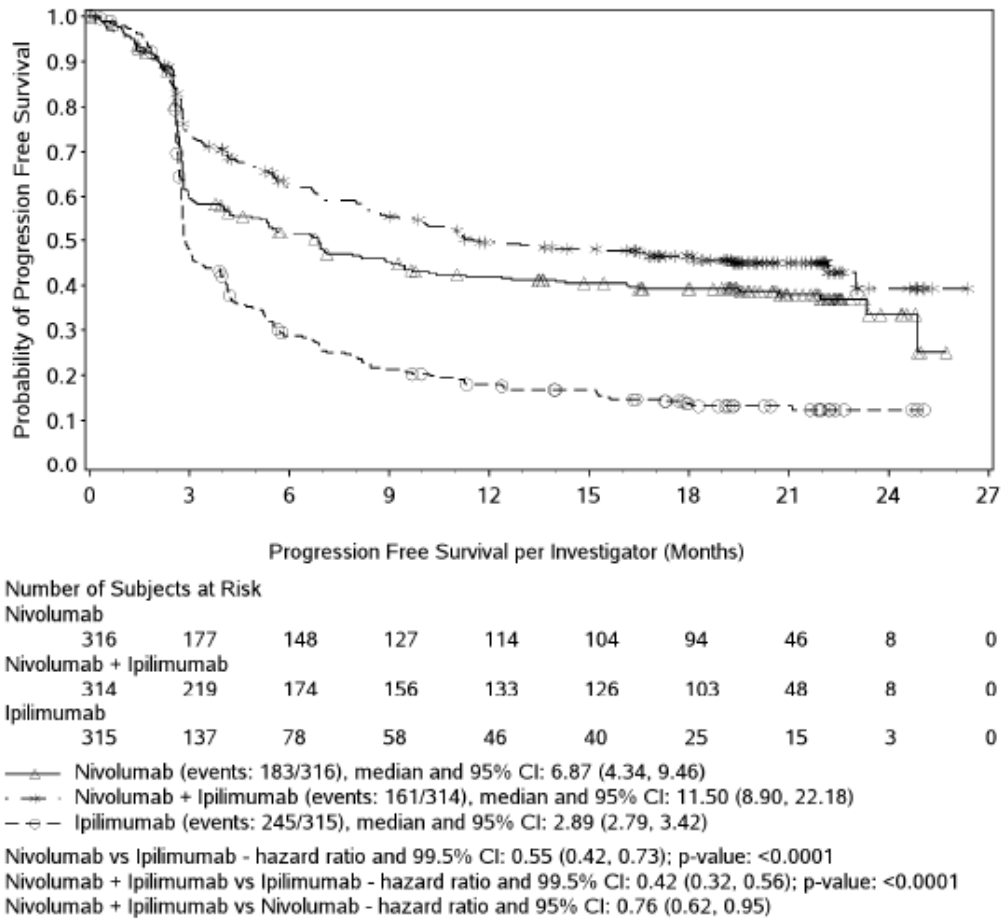 Probability of Progression Free Survival
1.0
0.9
0.8
0.7
0.6
0.5
0.4
0.3
0.2
0.1
0.0
0 3 6 9 12 15 18 21 24 27
Progression Free Survival per Investigator (Months)
Number of Subjects at Risk
Nivolumab
316 177 148 127 114 104 94 46 8 0
Nivolumab + Ipilimumab
314 219 174 156 133 126 103 48 8 0
Ipilimumab
315 137 78 58 46 40 25 15 3 0
Nivolumab (events: 183/316), median and 95% CI: 6.87 (4.34, 9.46)
Nivolumab + Ipilimumab (events: 161/314), median and 95% CI: 11.50 (8.90, 22.18)
Ipilimumab (events: 245/315), median and 95% CI: 2.89 (2.79, 3.42)
Nivolumab vs Ipilimumab - hazard ratio and 99.5% CI: 0.55 (0.42, 0.73); p-value: <0.0001
Nivolumab + Ipilimumab vs Ipilimumab - hazard ratio and 99.5% CI: 0.42 (0.32, 0.56); p-value: <0.0001
Nivolumab + Ipilimumab vs Nivolumab - hazard ratio and 95% CI: 0.76 (0.62, 0.95)